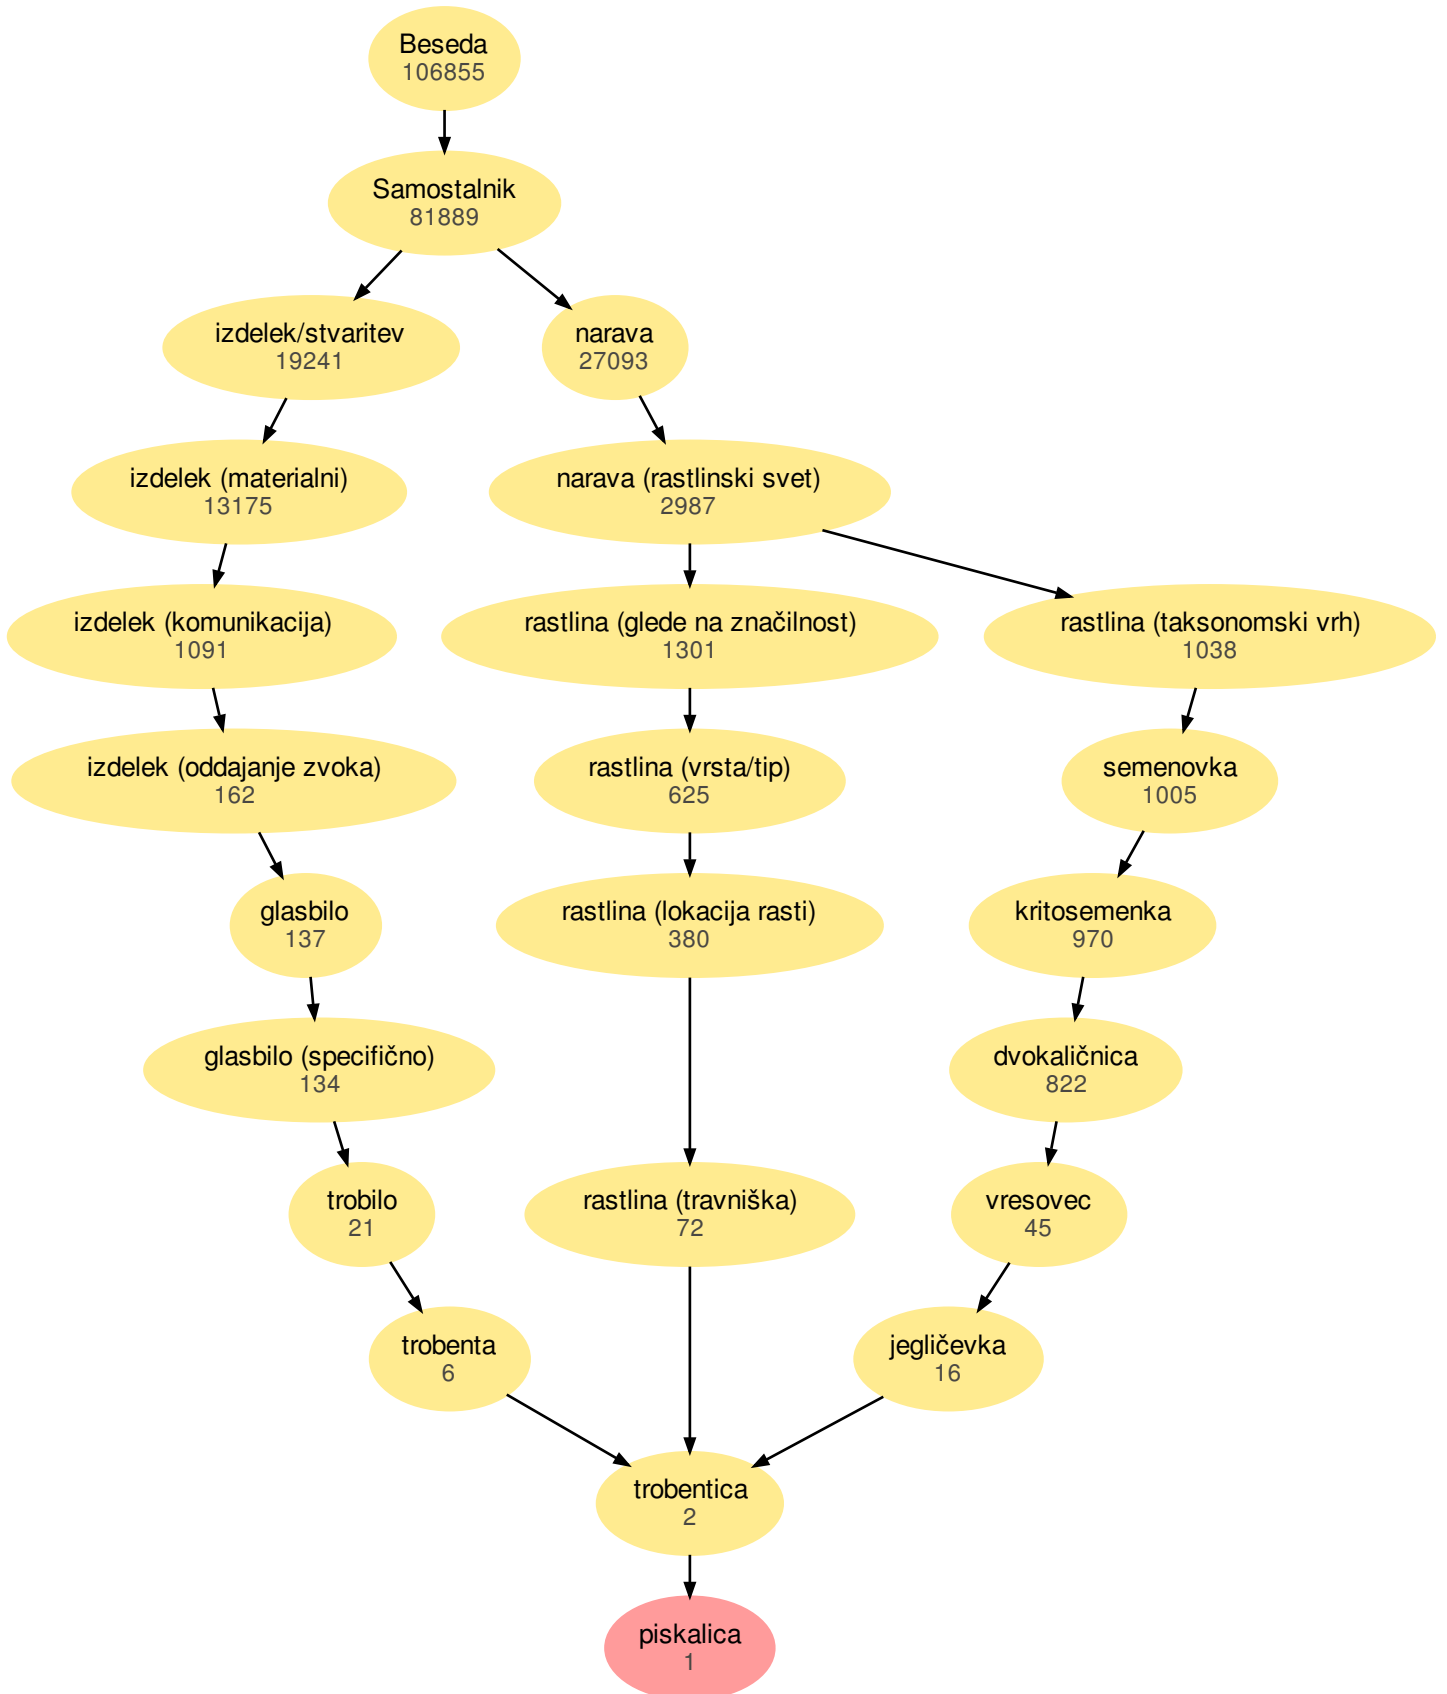 Beseda
106855
Samostalnik
81889
izdelek/stvaritev
19241
narava
27093
izdelek (materialni)
13175
narava (rastlinski svet)
2987
izdelek (komunikacija)
1091
rastlina (glede na značilnost)
1301
rastlina (taksonomski vrh)
1038
izdelek (oddajanje zvoka)
162
rastlina (vrsta/tip)
625
semenovka
1005
glasbilo
137
rastlina (lokacija rasti)
380
kritosemenka
970
glasbilo (specifično)
134
dvokaličnica
822
trobilo
21
rastlina (travniška)
72
vresovec
45
trobenta
6
jegličevka
16
trobentica
2
piskalica
1